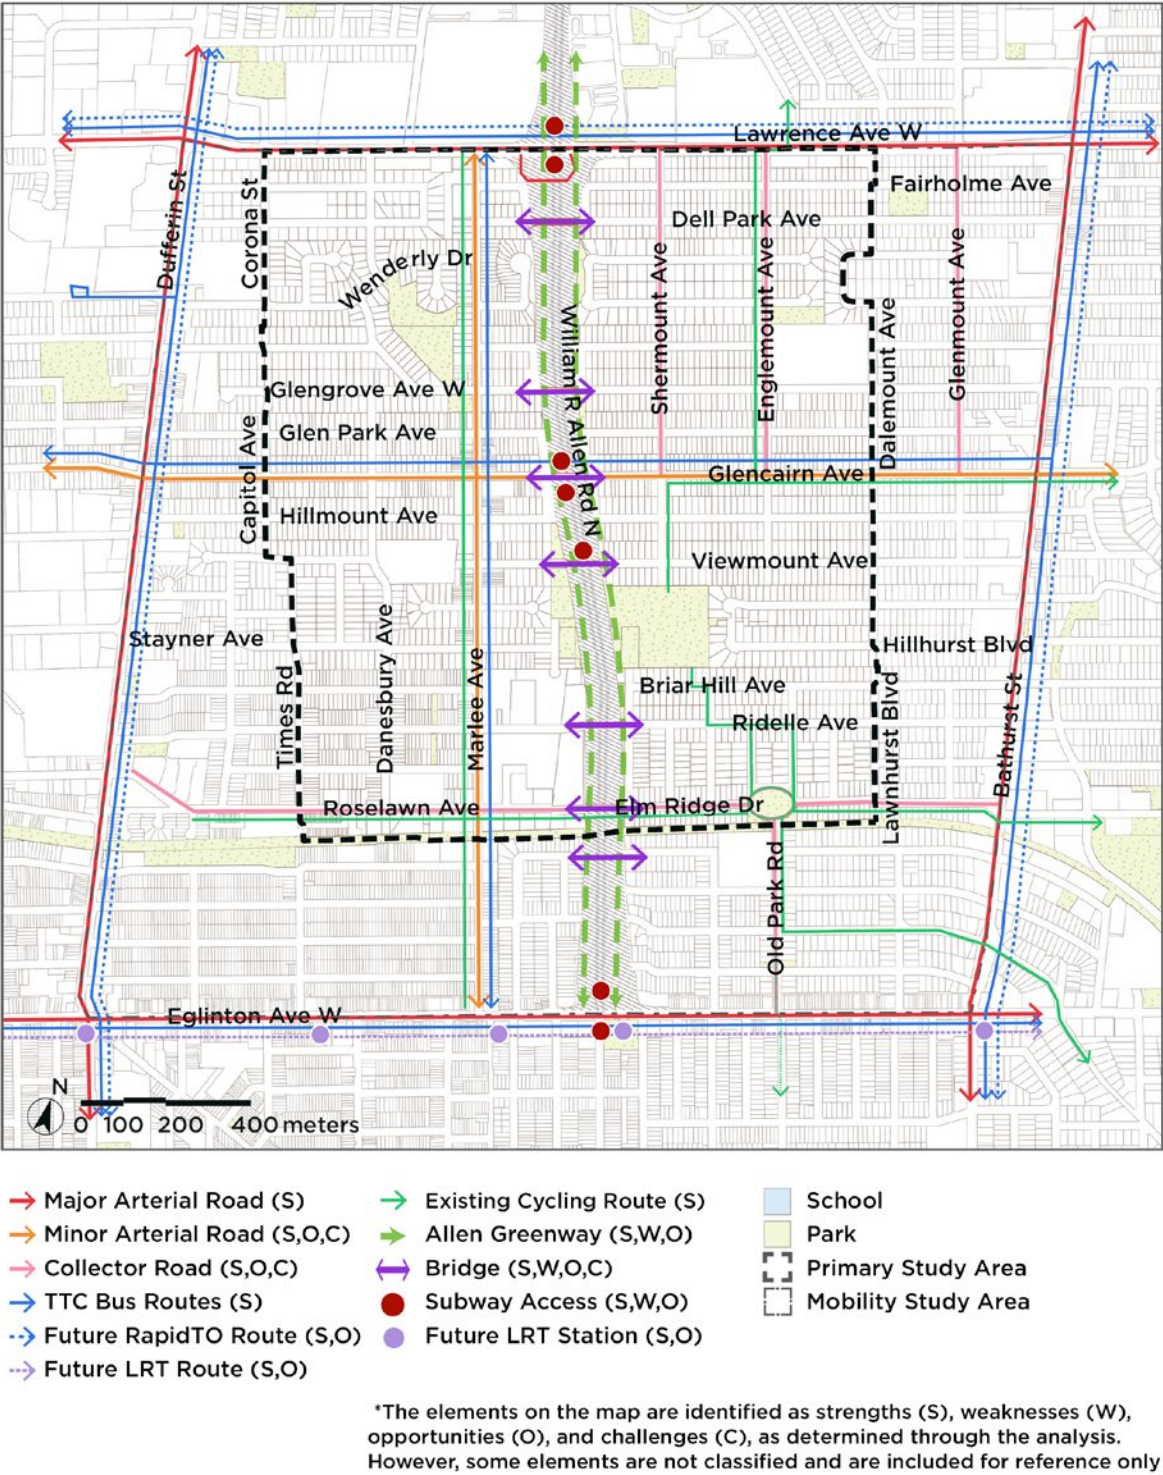 Lawrence Ave W
Fairholme Ave
Dufferin St
Corona St
Dell Park Ave
Wenderly Dr
Shermount Ave
Englemount Ave
Glenmount Ave
William R Allen Rd N
Dalemount Ave
Glengrove Ave W
Glen Park Ave
Capitol Ave
Glencairn Ave
Hillmount Ave
Viewmount Ave
Stayner Ave
Danesbury Ave
Hillhurst Blvd
Times Rd
Marlee Ave
Briar Hill Ave
Ridelle Ave
Lawnhurst Blvd
Bathurst St
Roselawn Ave
Elm Ridge Dr
Old Park Rd
Eglinton Ave W
N
0 100 200 400 meters
Major Arterial Road (S)
Minor Arterial Road (S,O,C)
Collector Road (S,O,C)
TTC Bus Routes (S)
Future RapidTO Route (S,O)
Future LRT Route (S,O)
Existing Cycling Route (S)
Allen Greenway (S,W,O)
Bridge (S,W,O,C)
Subway Access (S,W,O)
Future LRT Station (S,O)
School
Park
Primary Study Area
Mobility Study Area
*The elements on the map are identified as strengths (S), weaknesses (W),
opportunities (O), and challenges (C), as determined through the analysis.
However, some elements are not classified and are included for reference only